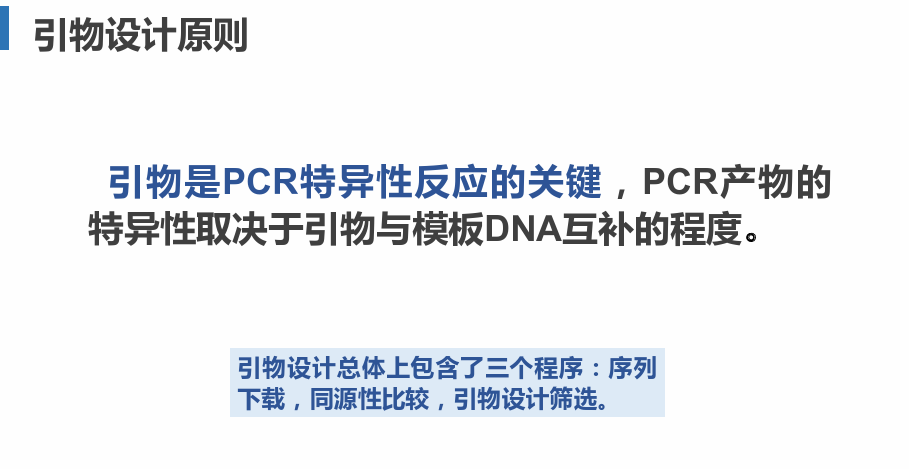 引物设计原则
引物是PCR特异性反应的关键，PCR产物的
特异性取决于引物与模板DNA互补的程度。
引物设计总体上包含了三个程序：序列
下载，同源性比较，引物设计筛选。